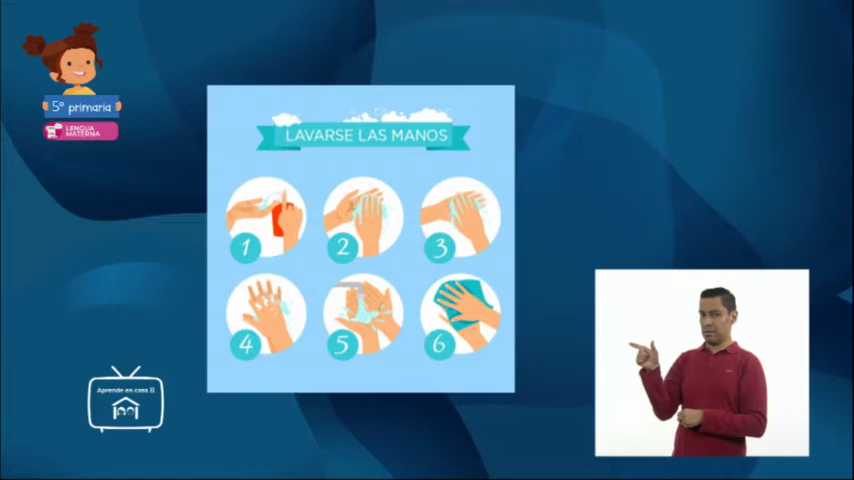 5° primaria
LENGUA
MATERNA
LAVARSE LAS MANOS
1
2
3
4
5
6
Aprende en casa II